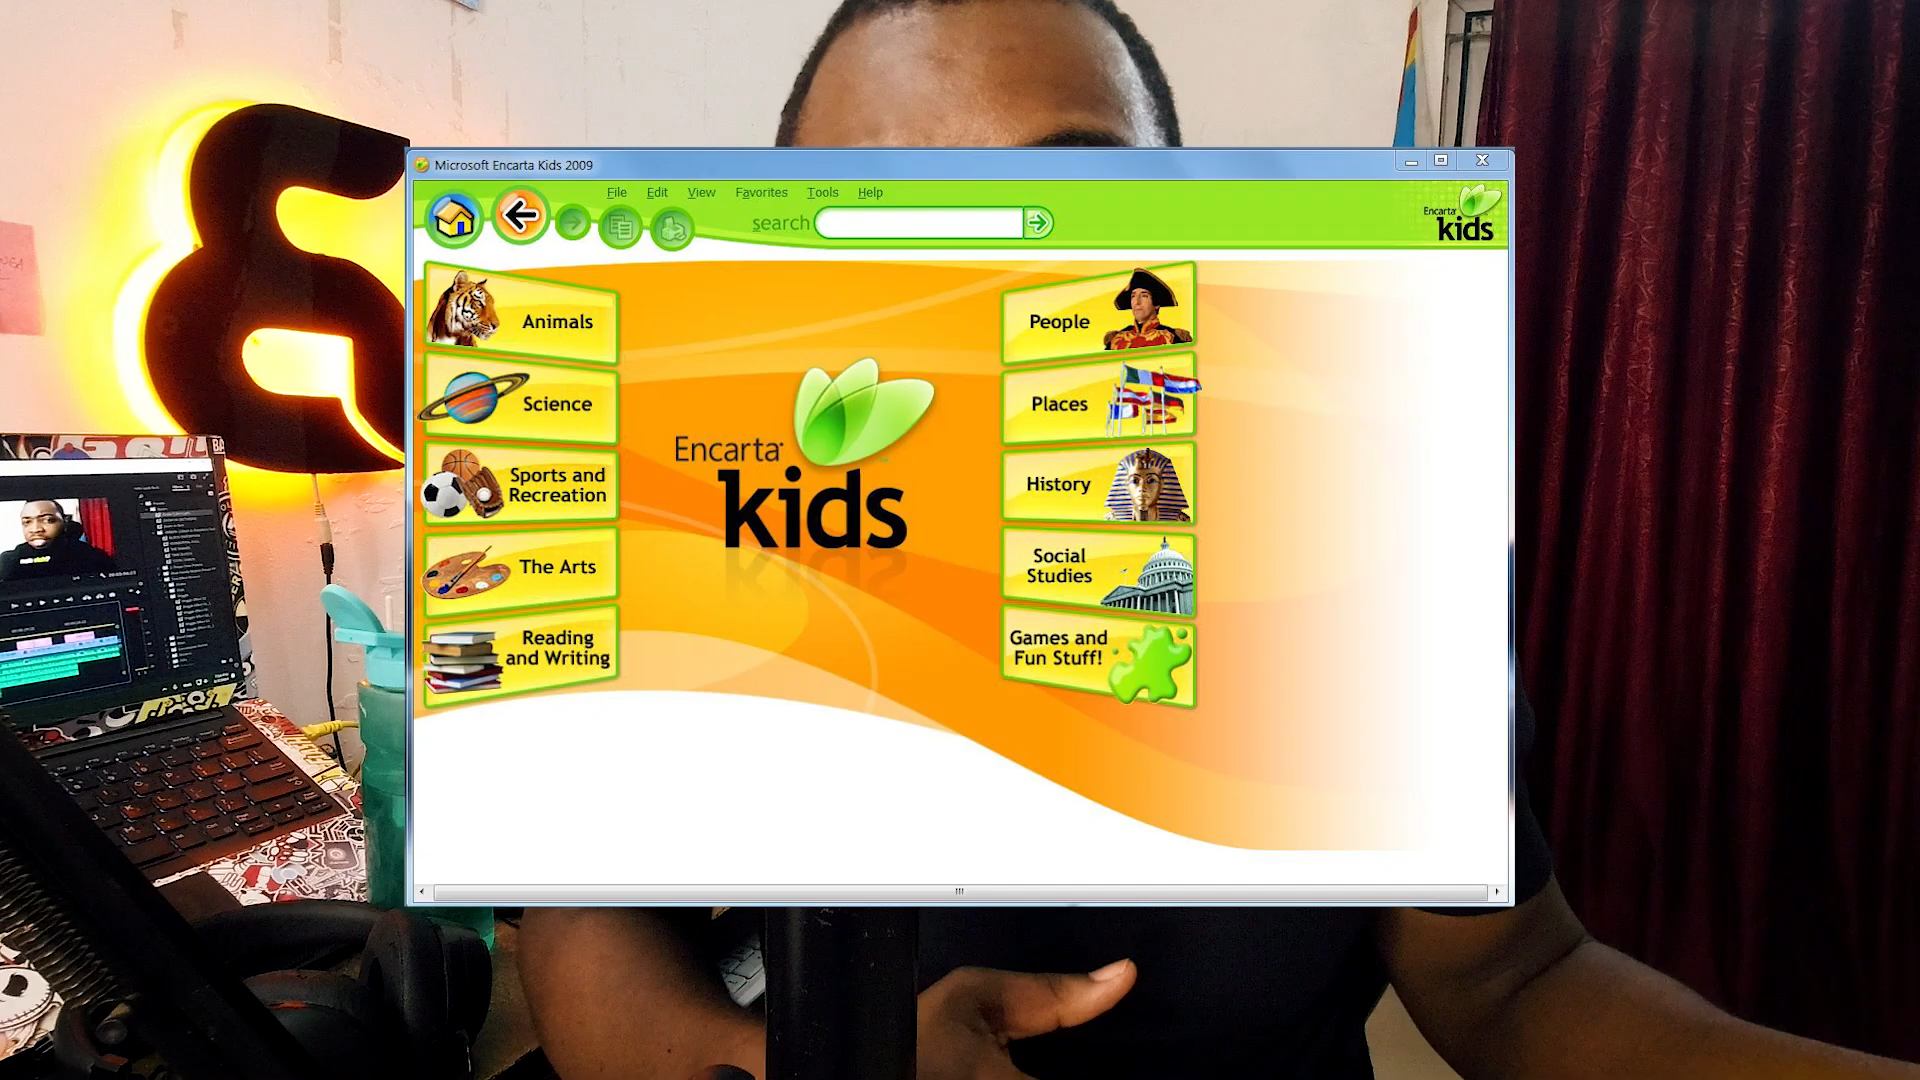 Microsoft Encarta Kids 2009
File Edit View Favorites Tools Help
search
Encarta
kids
Animals
Science
Sports and
Recreation
The Arts
Reading
and Writing
Encarta
kids
People
Places
History
Social
Studies
Games and
Fun Stuff!